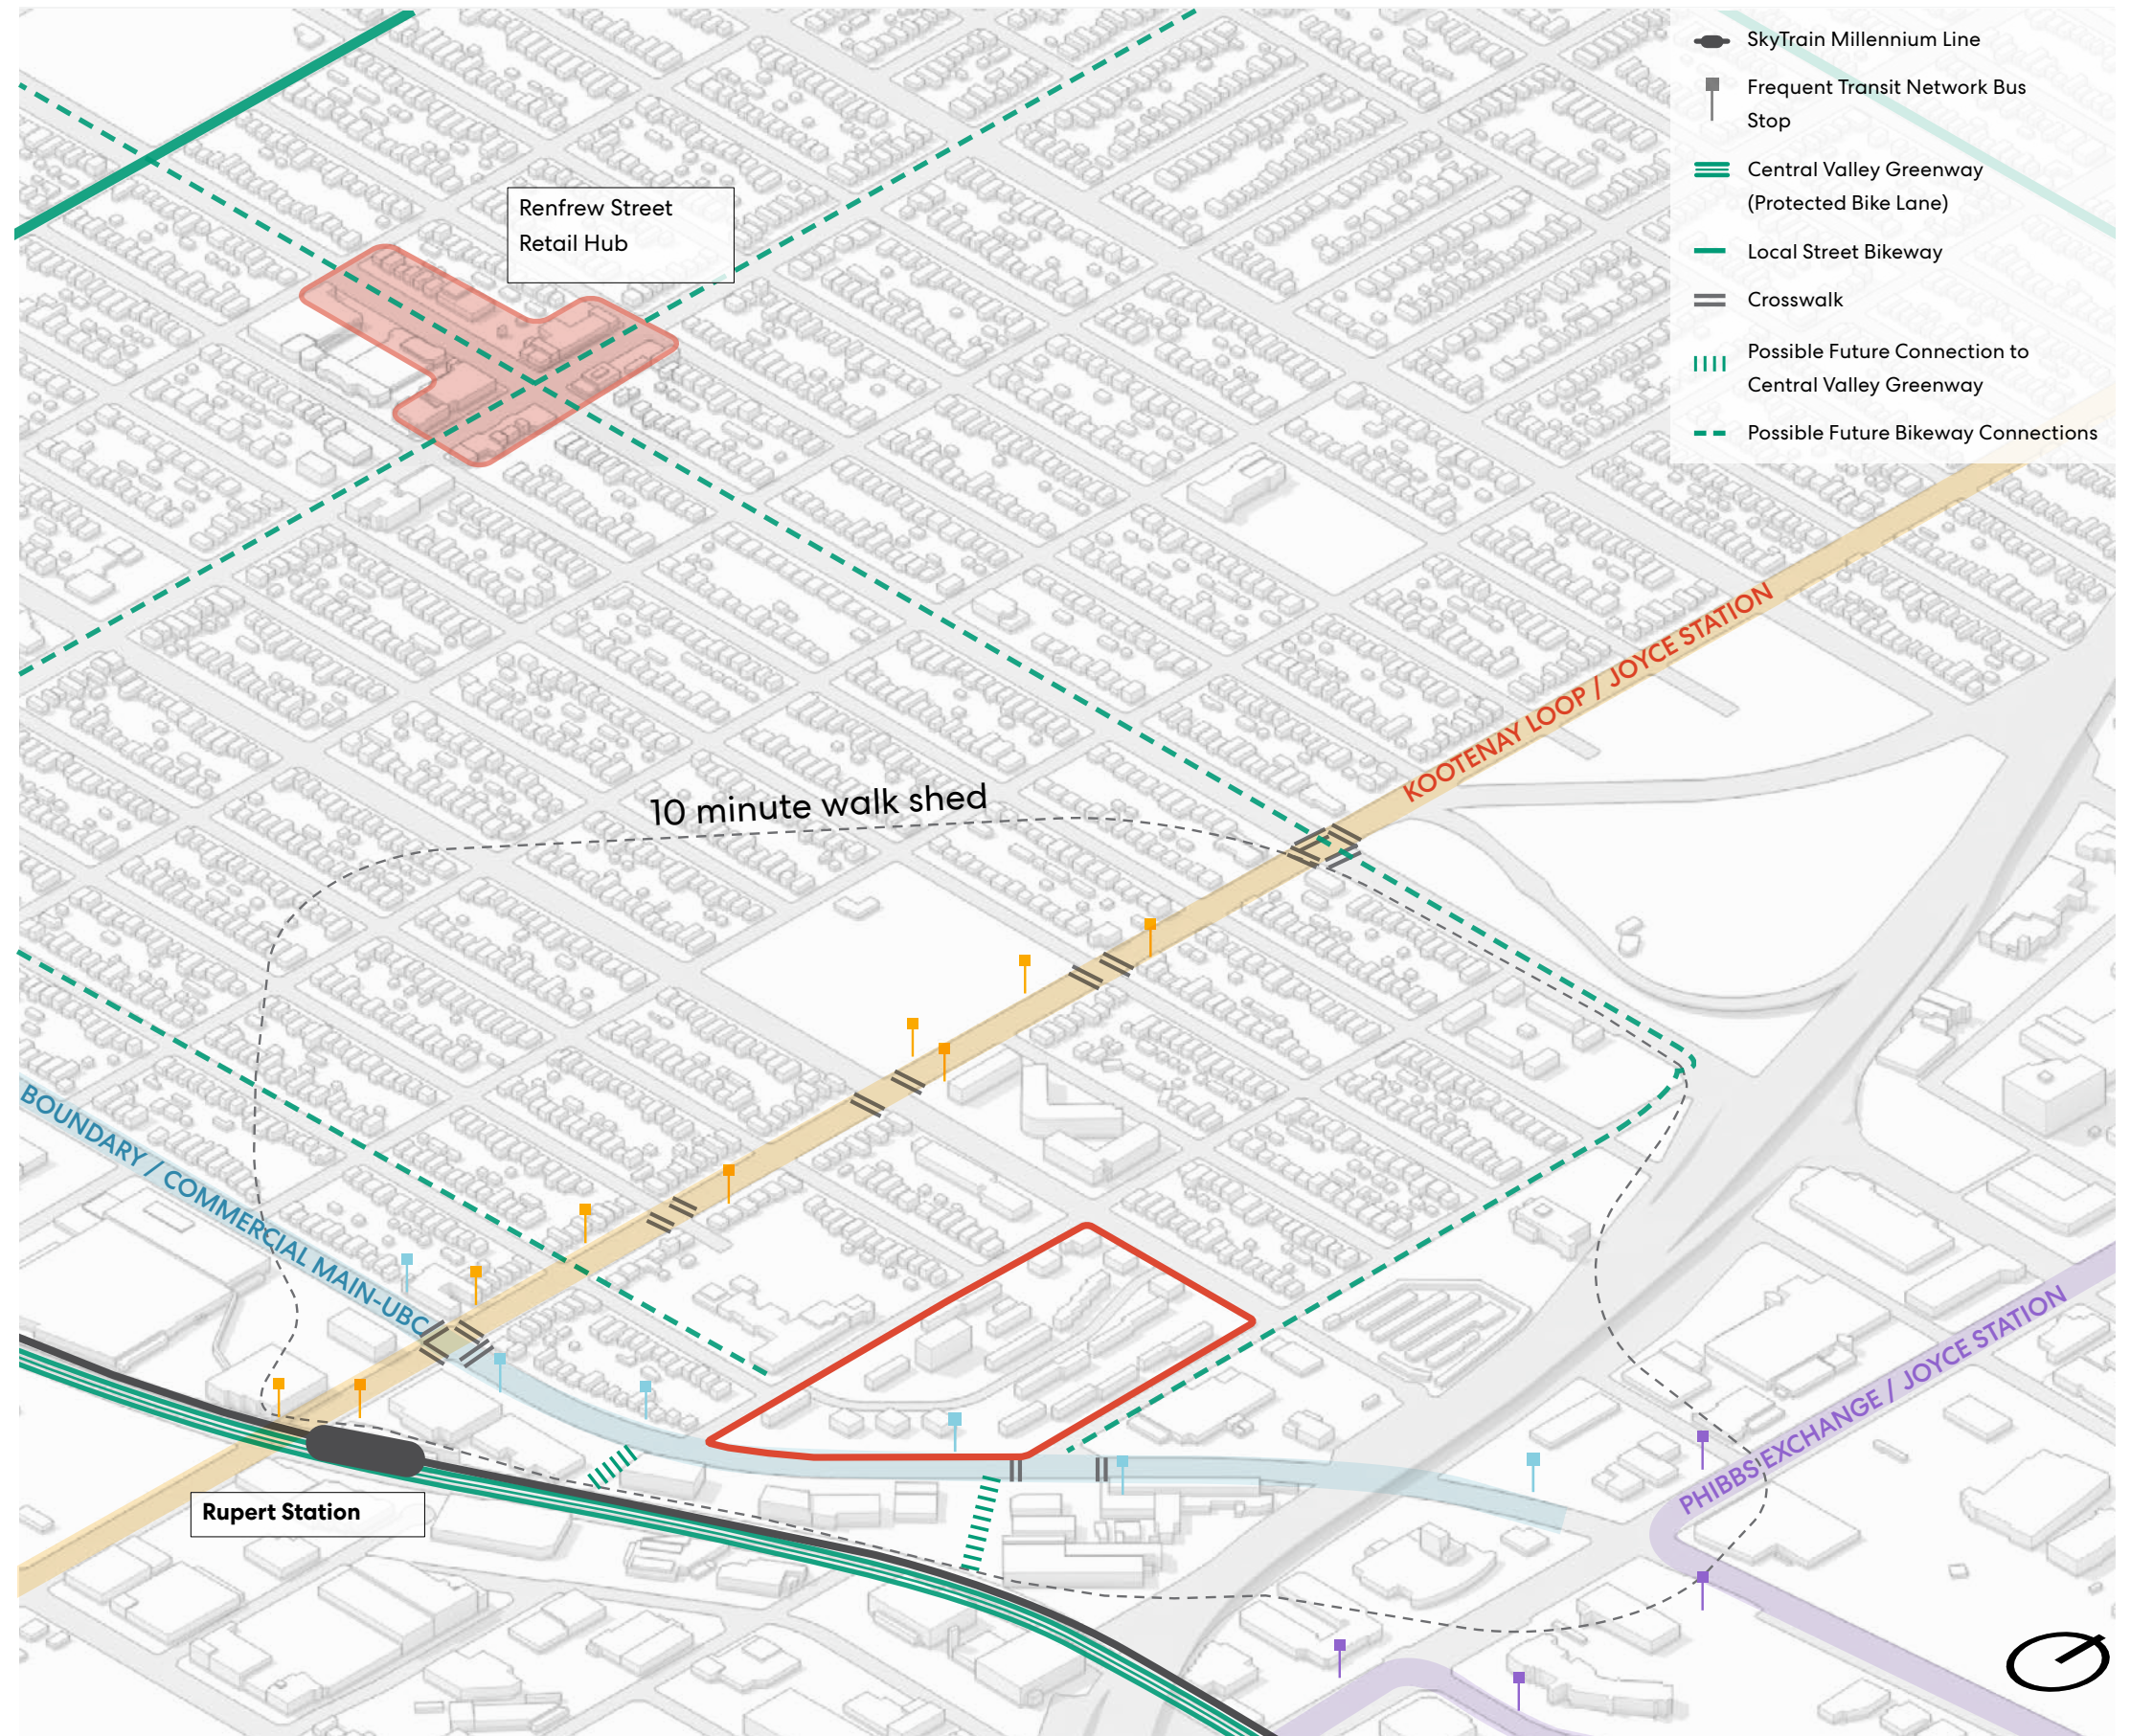 SkyTrain Millennium Line
Frequent Transit Network Bus
Stop
Central Valley Greenway
(Protected Bike Lane)
Local Street Bikeway
Crosswalk
Possible Future Connection to
Central Valley Greenway
Possible Future Bikeway Connections
Renfrew Street
Retail Hub
KOOTENAY LOOP / JOYCE STATION
10 minute walk shed
BOUNDARY / COMMERCIAL MAIN-UBC
PHIBBS EXCHANGE / JOYCE STATION
Rupert Station